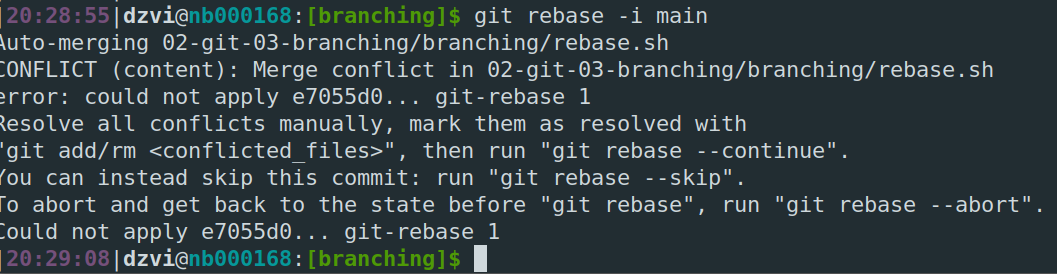 |20:28:55|dzvi@nb000168:[branching]$ git rebase -i main
Auto-merging 02-git-03-branching/branching/rebase.sh
CONFLICT (content): Merge conflict in 02-git-03-branching/branching/rebase.sh
error: could not apply e7055d0... git-rebase 1
Resolve all conflicts manually, mark them as resolved with
"git add/rm <conflicted_files>", then run "git rebase --continue".
You can instead skip this commit: run "git rebase --skip".
To abort and get back to the state before "git rebase", run "git rebase --abort".
Could not apply e7055d0... git-rebase 1
|20:29:08|dzvi@nb000168:[branching]$